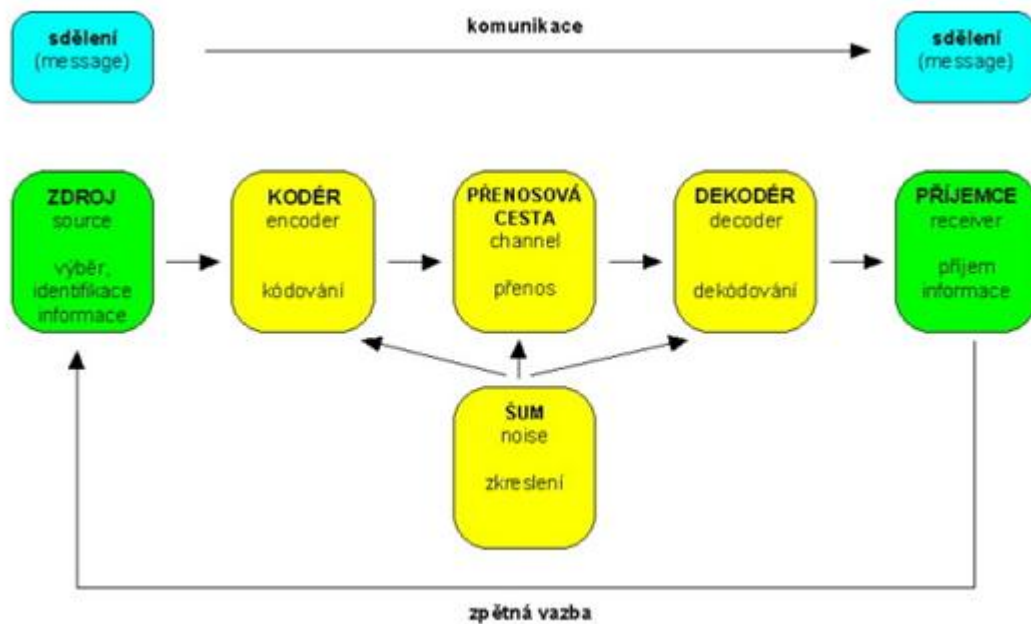 komunikace
sdělení
(message)
sdělení
(message)
ZDROJ
source
výběr,
identifikace
informace
KODÉR
encoder
kódování
PŘENOSOVÁ
CESTA
channel
přenos
DEKODÉR
decoder
dekódování
PŘÍJEMCE
receiver
příjem
informace
ŠUM
noise
zkreslení
zpětná vazba